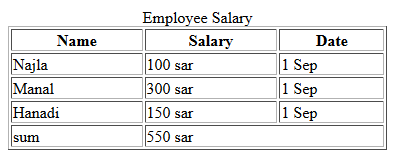 Employee Salary
Name Salary Date
Najla 100 sar 1 Sep
Manal 300 sar 1 Sep
Hanadi 150 sar 1 Sep
sum 550 sar